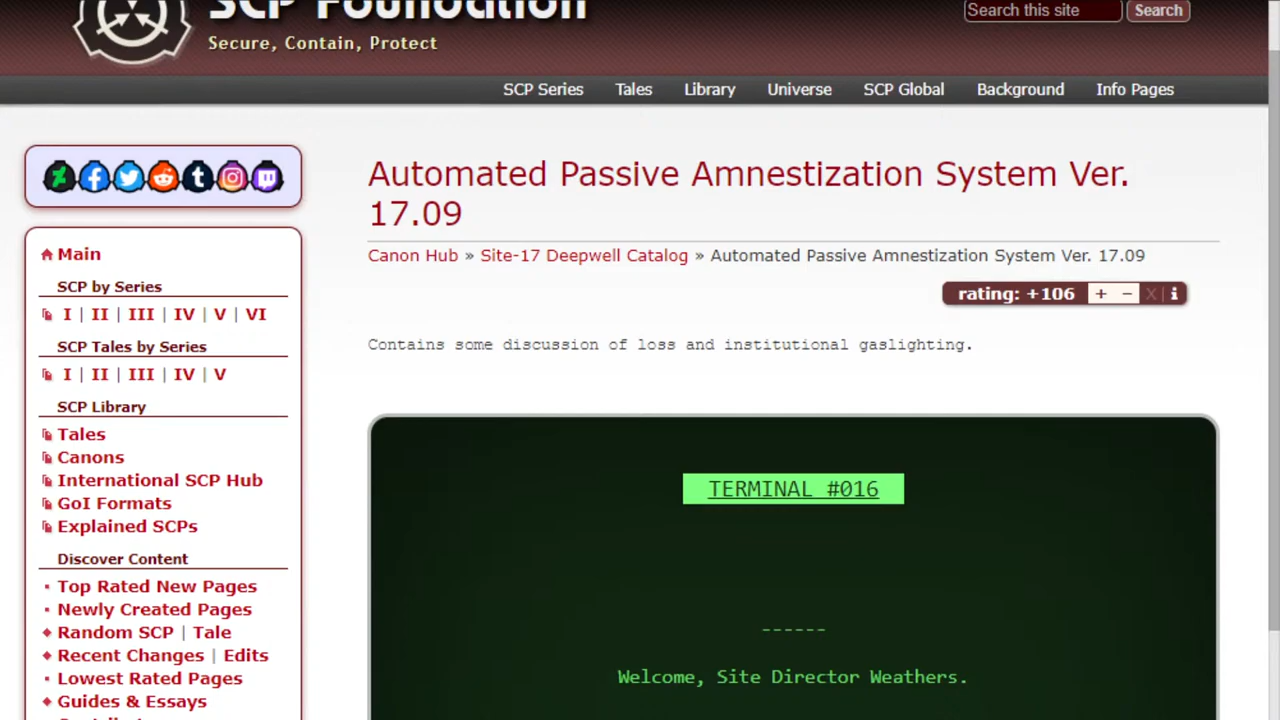 SCP Foundation
Search this site Search
Secure, Contain, Protect
SCP Series Tales Library Universe SCP Global Background Info Pages
Main
SCP by Series
I | II | III | IV | V | VI
SCP Tales by Series
I | II | III | IV | V
SCP Library
Tales
Canons
International SCP Hub
GoI Formats
Explained SCPs
Discover Content
Top Rated New Pages
Newly Created Pages
Random SCP | Tale
Recent Changes | Edits
Lowest Rated Pages
Guides & Essays
Automated Passive Amnestization System Ver.
17.09
Canon Hub » Site-17 Deepwell Catalog » Automated Passive Amnestization System Ver. 17.09
rating: +106 + – X | i
Contains some discussion of loss and institutional gaslighting.
TERMINAL #016
------
Welcome, Site Director Weathers.